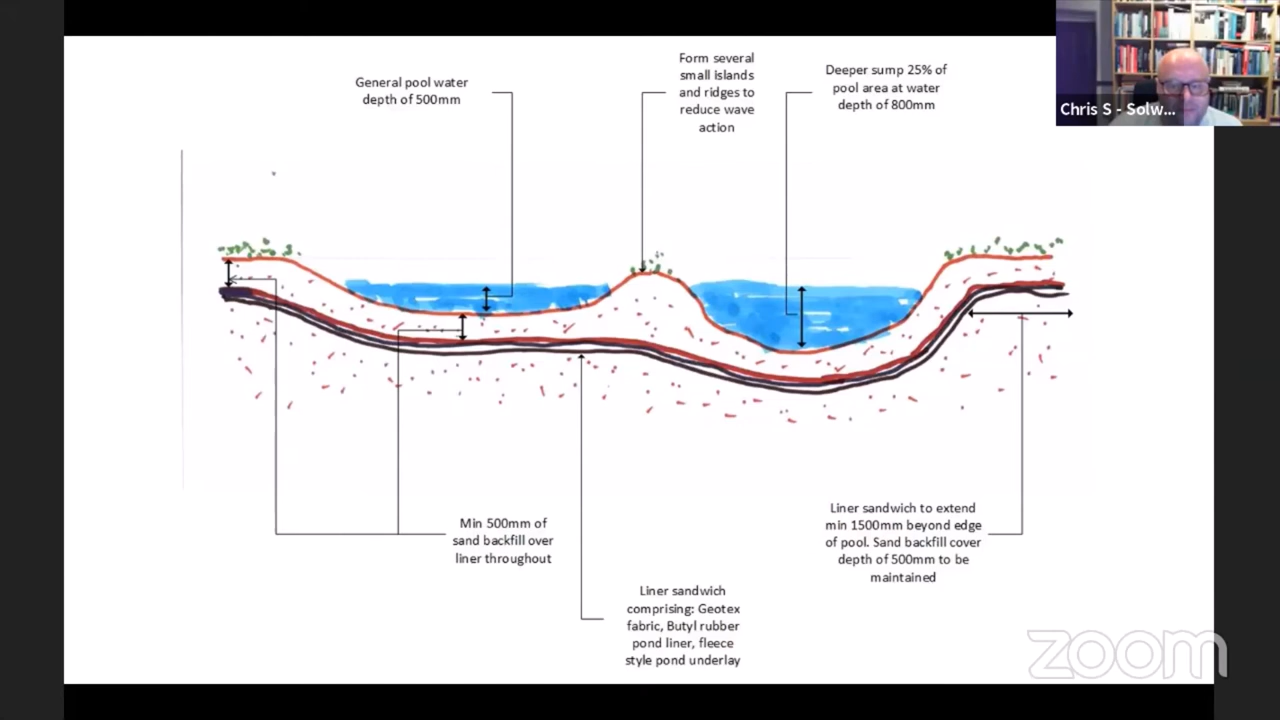 General pool water
depth of 500mm
Form several
small islands
and ridges to
reduce wave
action
Deeper sump 25% of
pool area at water
depth of 800mm
Chris S - Solw...
Min 500mm of
sand backfill over
liner throughout
Liner sandwich
comprising: Geotex
fabric, Butyl rubber
pond liner, fleece
style pond underlay
Liner sandwich to extend
min 1500mm beyond edge
of pool. Sand backfill cover
depth of 500mm to be
maintained
zoom